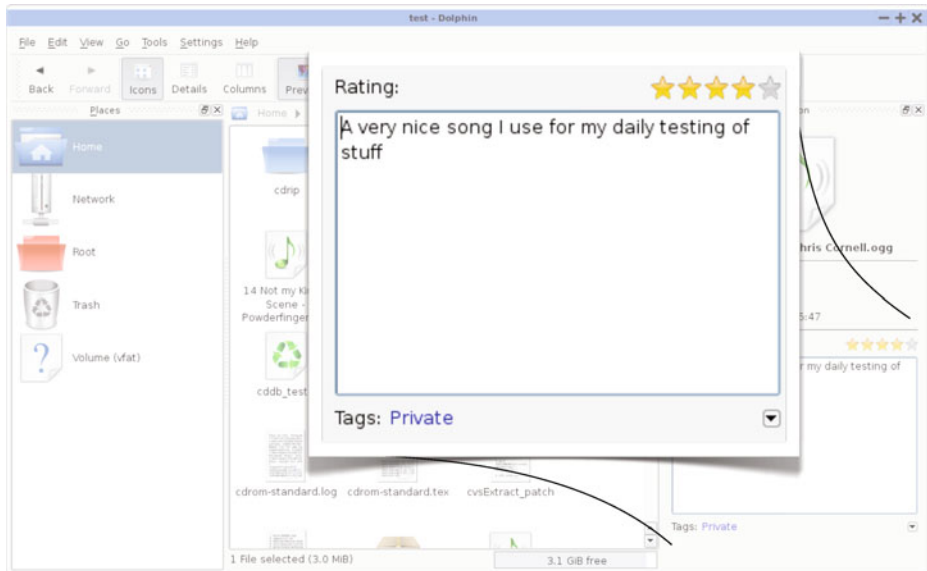 test - Dolphin
File Edit View Go Tools Settings Help
Back Forward Icons Details Columns
Places
Home
Network
Root
Trash
Volume (vfat)
Home
cdrip
14 Not my
Scene -
cddb_test
cdrom-standard.log cdrom-standard.tex cvsExtract_patch
1 File selected (3.0 MiB)
3.1 GiB free
Rating:
A very nice song I use for my daily testing of
stuff
Tags: Private
hris Cornell.ogg
5:47
my daily testing of
Tags: Private